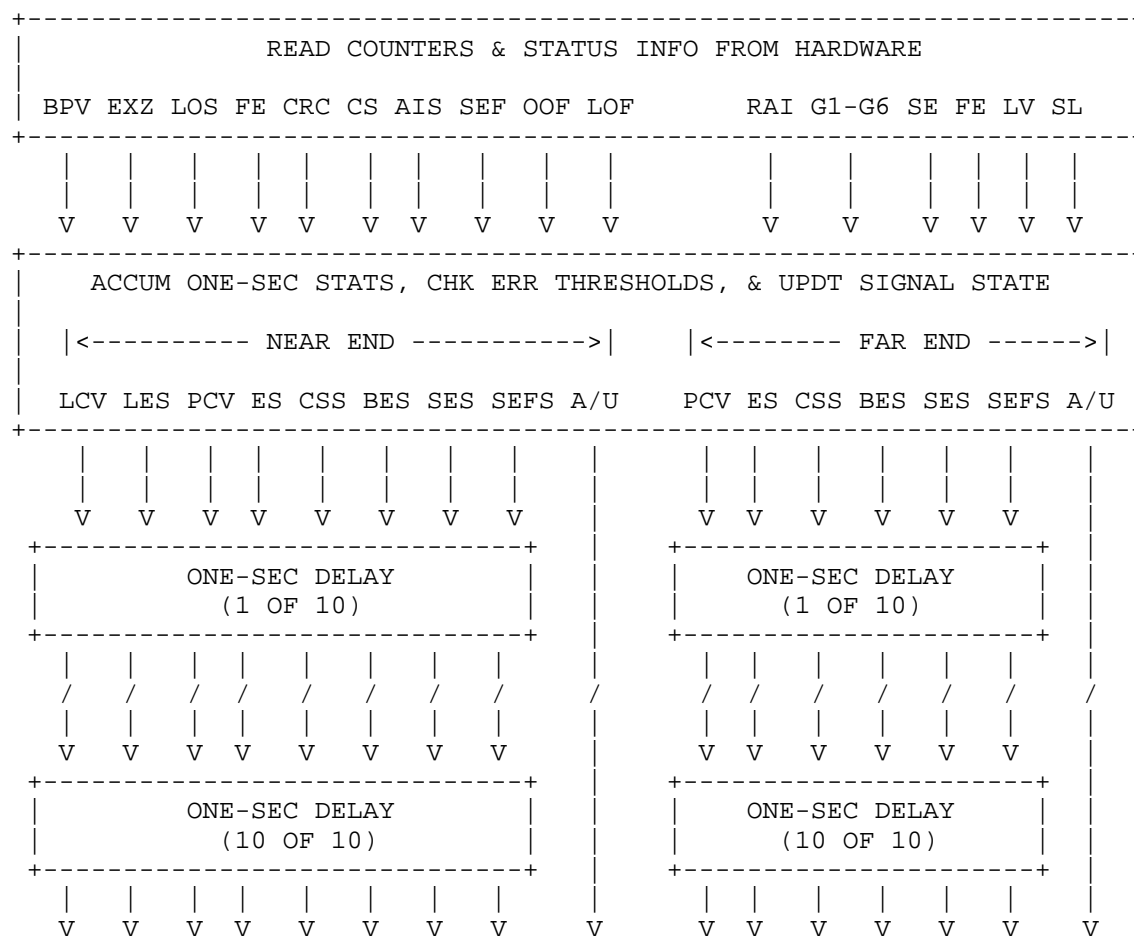 READ COUNTERS & STATUS INFO FROM HARDWARE
BPV EXZ LOS FE CRC CS AIS SEF OOF LOF RAI G1-G6 SE FE LV SL
V V V V V V V V V V V V V V V V
ACCUM ONE-SEC STATS, CHK ERR THRESHOLDS, & UPDT SIGNAL STATE
|<---------- NEAR END ----------->| |<-------- FAR END ------>|
LCV LES PCV ES CSS BES SES SEFS A/U PCV ES CSS BES SES SEFS A/U
V V V V V V V V V V V V V V
ONE-SEC DELAY ONE-SEC DELAY
(1 OF 10) (1 OF 10)
/ / / / / / / / / / / / / / / /
V V V V V V V V V V V V V V
ONE-SEC DELAY ONE-SEC DELAY
(10 OF 10) (10 OF 10)
V V V V V V V V V V V V V V V V